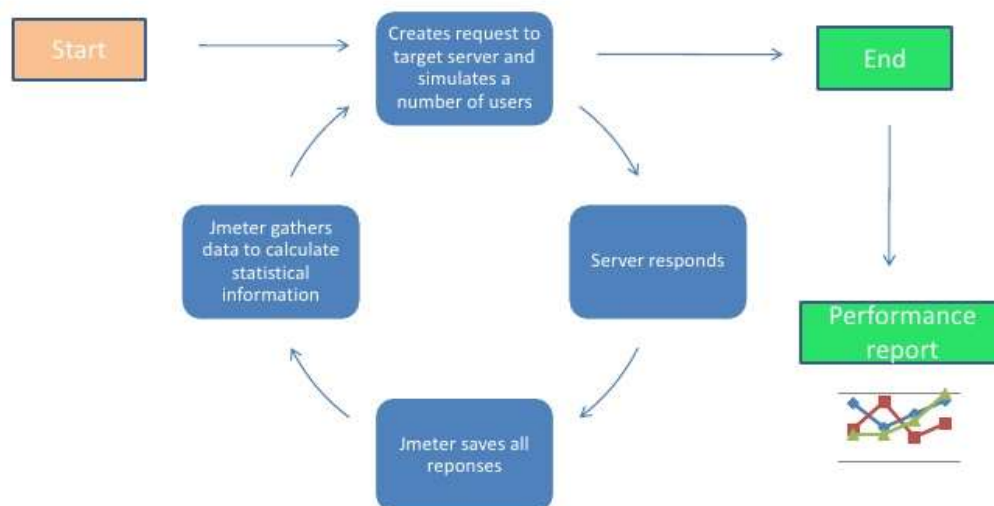 Start
Creates request to
target server and
simulates a
number of users
End
Jmeter gathers
data to calculate
statistical
information
Server responds
Performance
report
Jmeter saves all
reponses